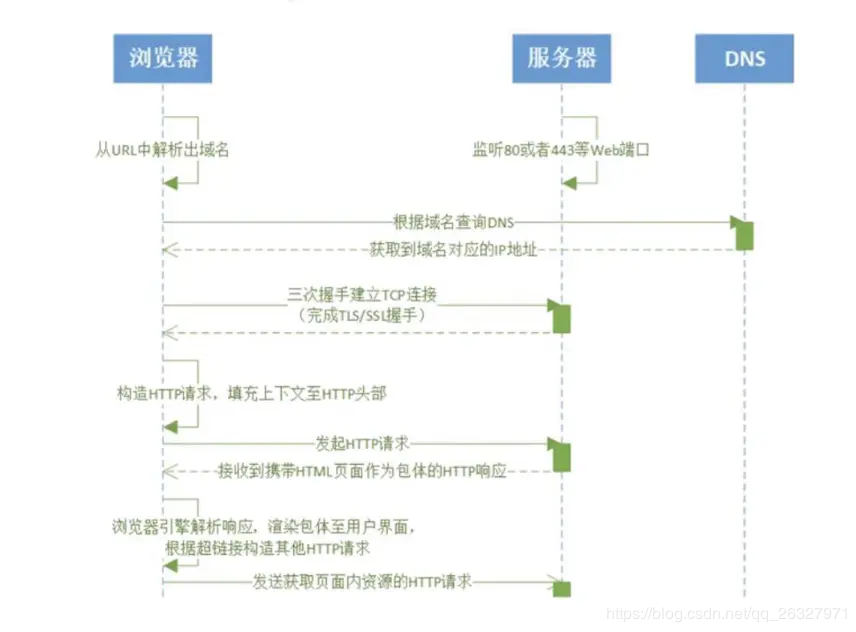 浏览器
服务器
DNS
从URL中解析出域名
监听80或者443等Web端口
根据域名查询DNS
获取到域名对应的IP地址
三次握手建立TCP连接
（完成TLS/SSL握手）
构造HTTP请求，填充上下文至HTTP头部
发起HTTP请求
接收到携带HTML页面作为包体的HTTP响应
浏览器引擎解析响应，渲染包体至用户界面，
根据超链接构造其他HTTP请求
发送获取页面内资源的HTTP请求
https://blog.csdn.net/qq_26327971